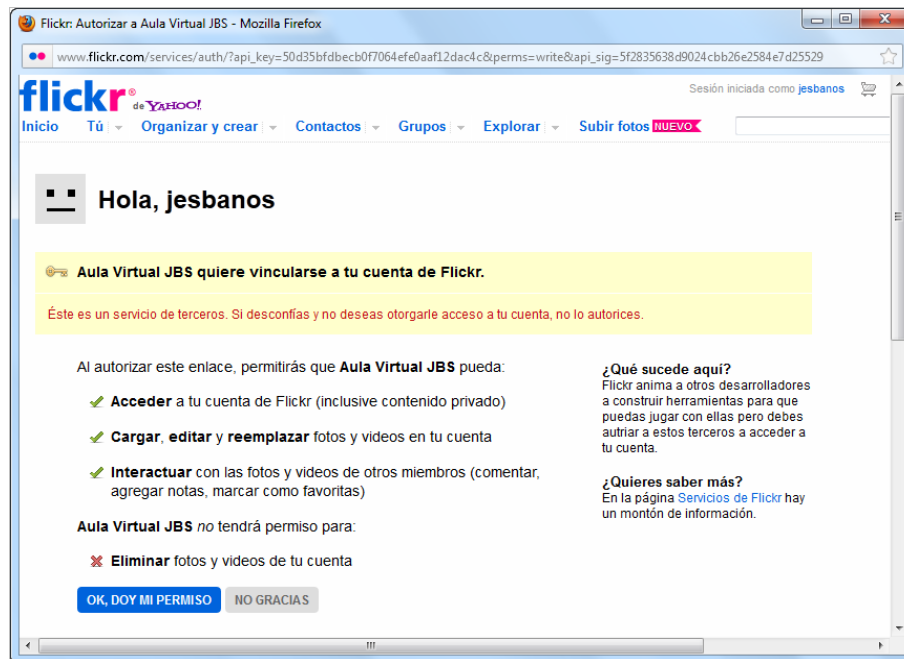 Flickr: Autorizar a Aula Virtual JBS - Mozilla Firefox
www.flickr.com/services/auth/?api_key=50d35bfdbecb0f7064efe0aaf12dac4c&perms=write&api_sig=5f2835638d9024cbb26e2584e7d25529
flickr® de YAHOO!
Sesión iniciada como jesbanos
Inicio Tú Organizar y crear Contactos Grupos Explorar Subir fotos NUEVO
Hola, jesbanos
Aula Virtual JBS quiere vincularse a tu cuenta de Flickr.
Éste es un servicio de terceros. Si desconfías y no deseas otorgarle acceso a tu cuenta, no lo autorices.
Al autorizar este enlace, permitirás que Aula Virtual JBS pueda:
Acceder a tu cuenta de Flickr (inclusive contenido privado)
Cargar, editar y reemplazar fotos y videos en tu cuenta
Interactuar con las fotos y videos de otros miembros (comentar,
agregar notas, marcar como favoritas)
Aula Virtual JBS no tendrá permiso para:
Eliminar fotos y videos de tu cuenta
OK, DOY MI PERMISO NO GRACIAS
¿Qué sucede aquí?
Flickr anima a otros desarrolladores
a construir herramientas para que
puedas jugar con ellas pero debes
autriar a estos terceros a acceder a
tu cuenta.
¿Quieres saber más?
En la página Servicios de Flickr hay
un montón de información.